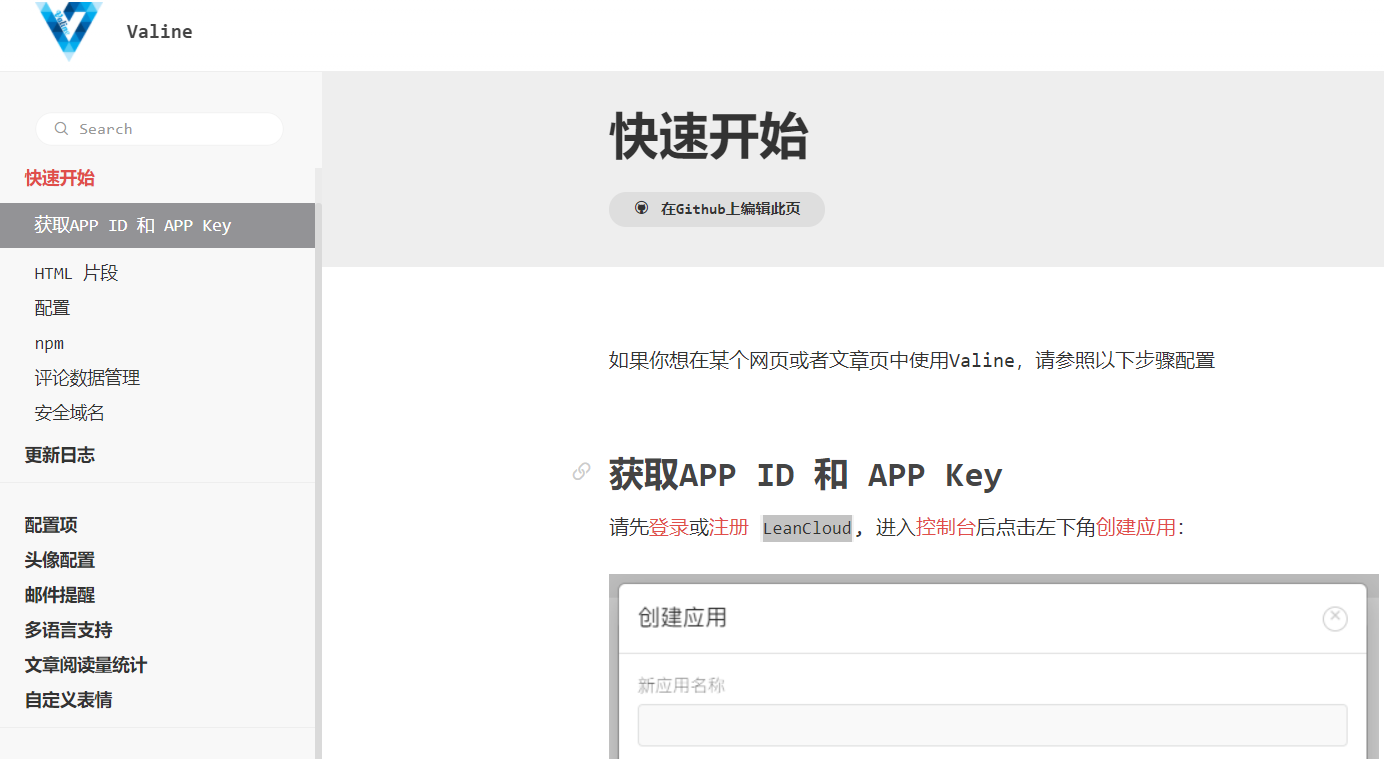 Valine
Valine
Search
快速开始
获取APP ID 和 APP Key
HTML 片段
配置
npm
评论数据管理
安全域名
更新日志
配置项
头像配置
邮件提醒
多语言支持
文章阅读量统计
自定义表情
快速开始
在Github上编辑此页
如果你想在某个网页或者文章页中使用Valine，请参照以下步骤配置
获取APP ID 和 APP Key
请先登录或注册 LeanCloud, 进入控制台后点击左下角创建应用：
创建应用
新应用名称